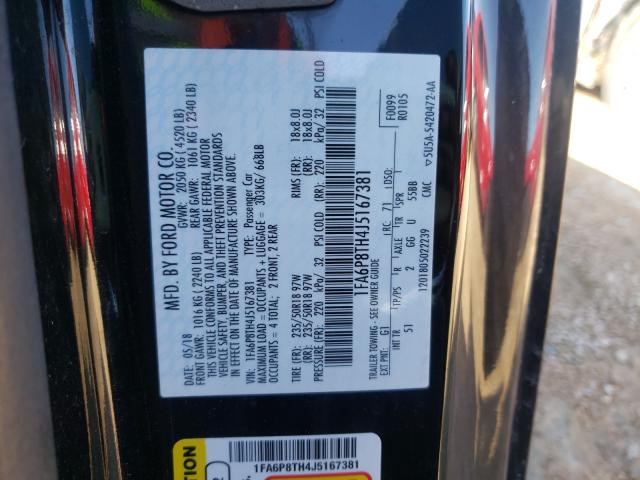 MFD. BY FORD MOTOR CO.
DATE: 05/18 GVWR: 2050 KG ( 4520 LB)
FRONT GAWR: 1016 KG ( 2240 LB) REAR GAWR: 1061 KG ( 2340 LB)
THIS VEHICLE CONFORMS TO ALL APPLICABLE FEDERAL MOTOR
VEHICLE SAFETY, BUMPER, AND THEFT PREVENTION STANDARDS
IN EFFECT ON THE DATE OF MANUFACTURE SHOWN ABOVE.
VIN: 1FA6P8TH4J5167381 TYPE: Passenger Car
MAXIMUM LOAD = OCCUPANTS + LUGGAGE = 303KG/ 668LB
OCCUPANTS = 4 TOTAL; 2 FRONT, 2 REAR
TIRE (FR): 235/50R18 97W RIMS (FR): 18x8.0J
(RR): 235/50R18 97W (RR): 18x8.0J
PRESSURE (FR): 220 kPa/ 32 PSI COLD (RR): 220 kPa/ 32 PSI COLD
1FA6P8TH4J5167381
F0099
R0105
TRAILER TOWING - SEE OWNER GUIDE
EXT PNT: G1 RC: 71 DSO:
INT TR TP/PS R AXLE TR SPR
51 2 GG U 55BB
1201805022239 CMC
▽5U5A-5420472-AA
1FA6P8TH4J5167381